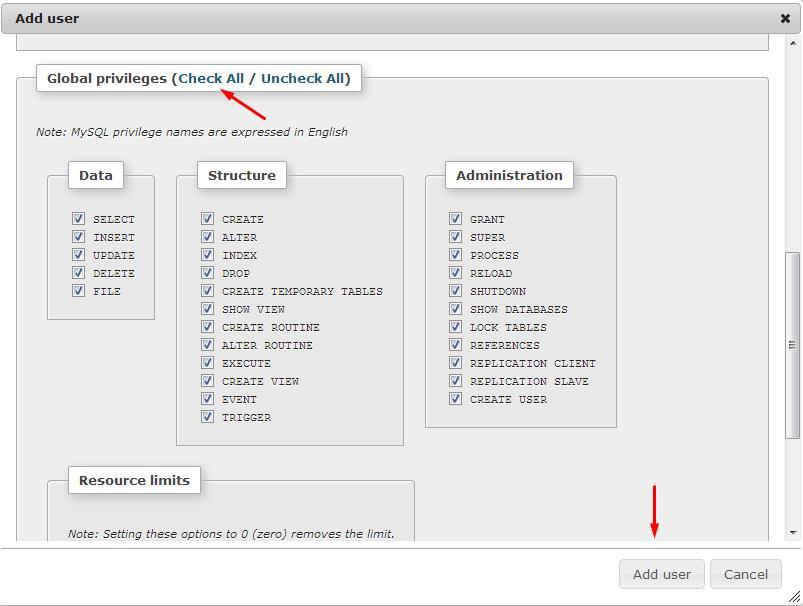 Add user
Global privileges (Check All / Uncheck All)
Note: MySQL privilege names are expressed in English
Data
SELECT
INSERT
UPDATE
DELETE
FILE
Structure
CREATE
ALTER
INDEX
DROP
CREATE TEMPORARY TABLES
SHOW VIEW
CREATE ROUTINE
ALTER ROUTINE
EXECUTE
CREATE VIEW
EVENT
TRIGGER
Administration
GRANT
SUPER
PROCESS
RELOAD
SHUTDOWN
SHOW DATABASES
LOCK TABLES
REFERENCES
REPLICATION CLIENT
REPLICATION SLAVE
CREATE USER
Resource limits
Note: Setting these options to 0 (zero) removes the limit.
Add user
Cancel